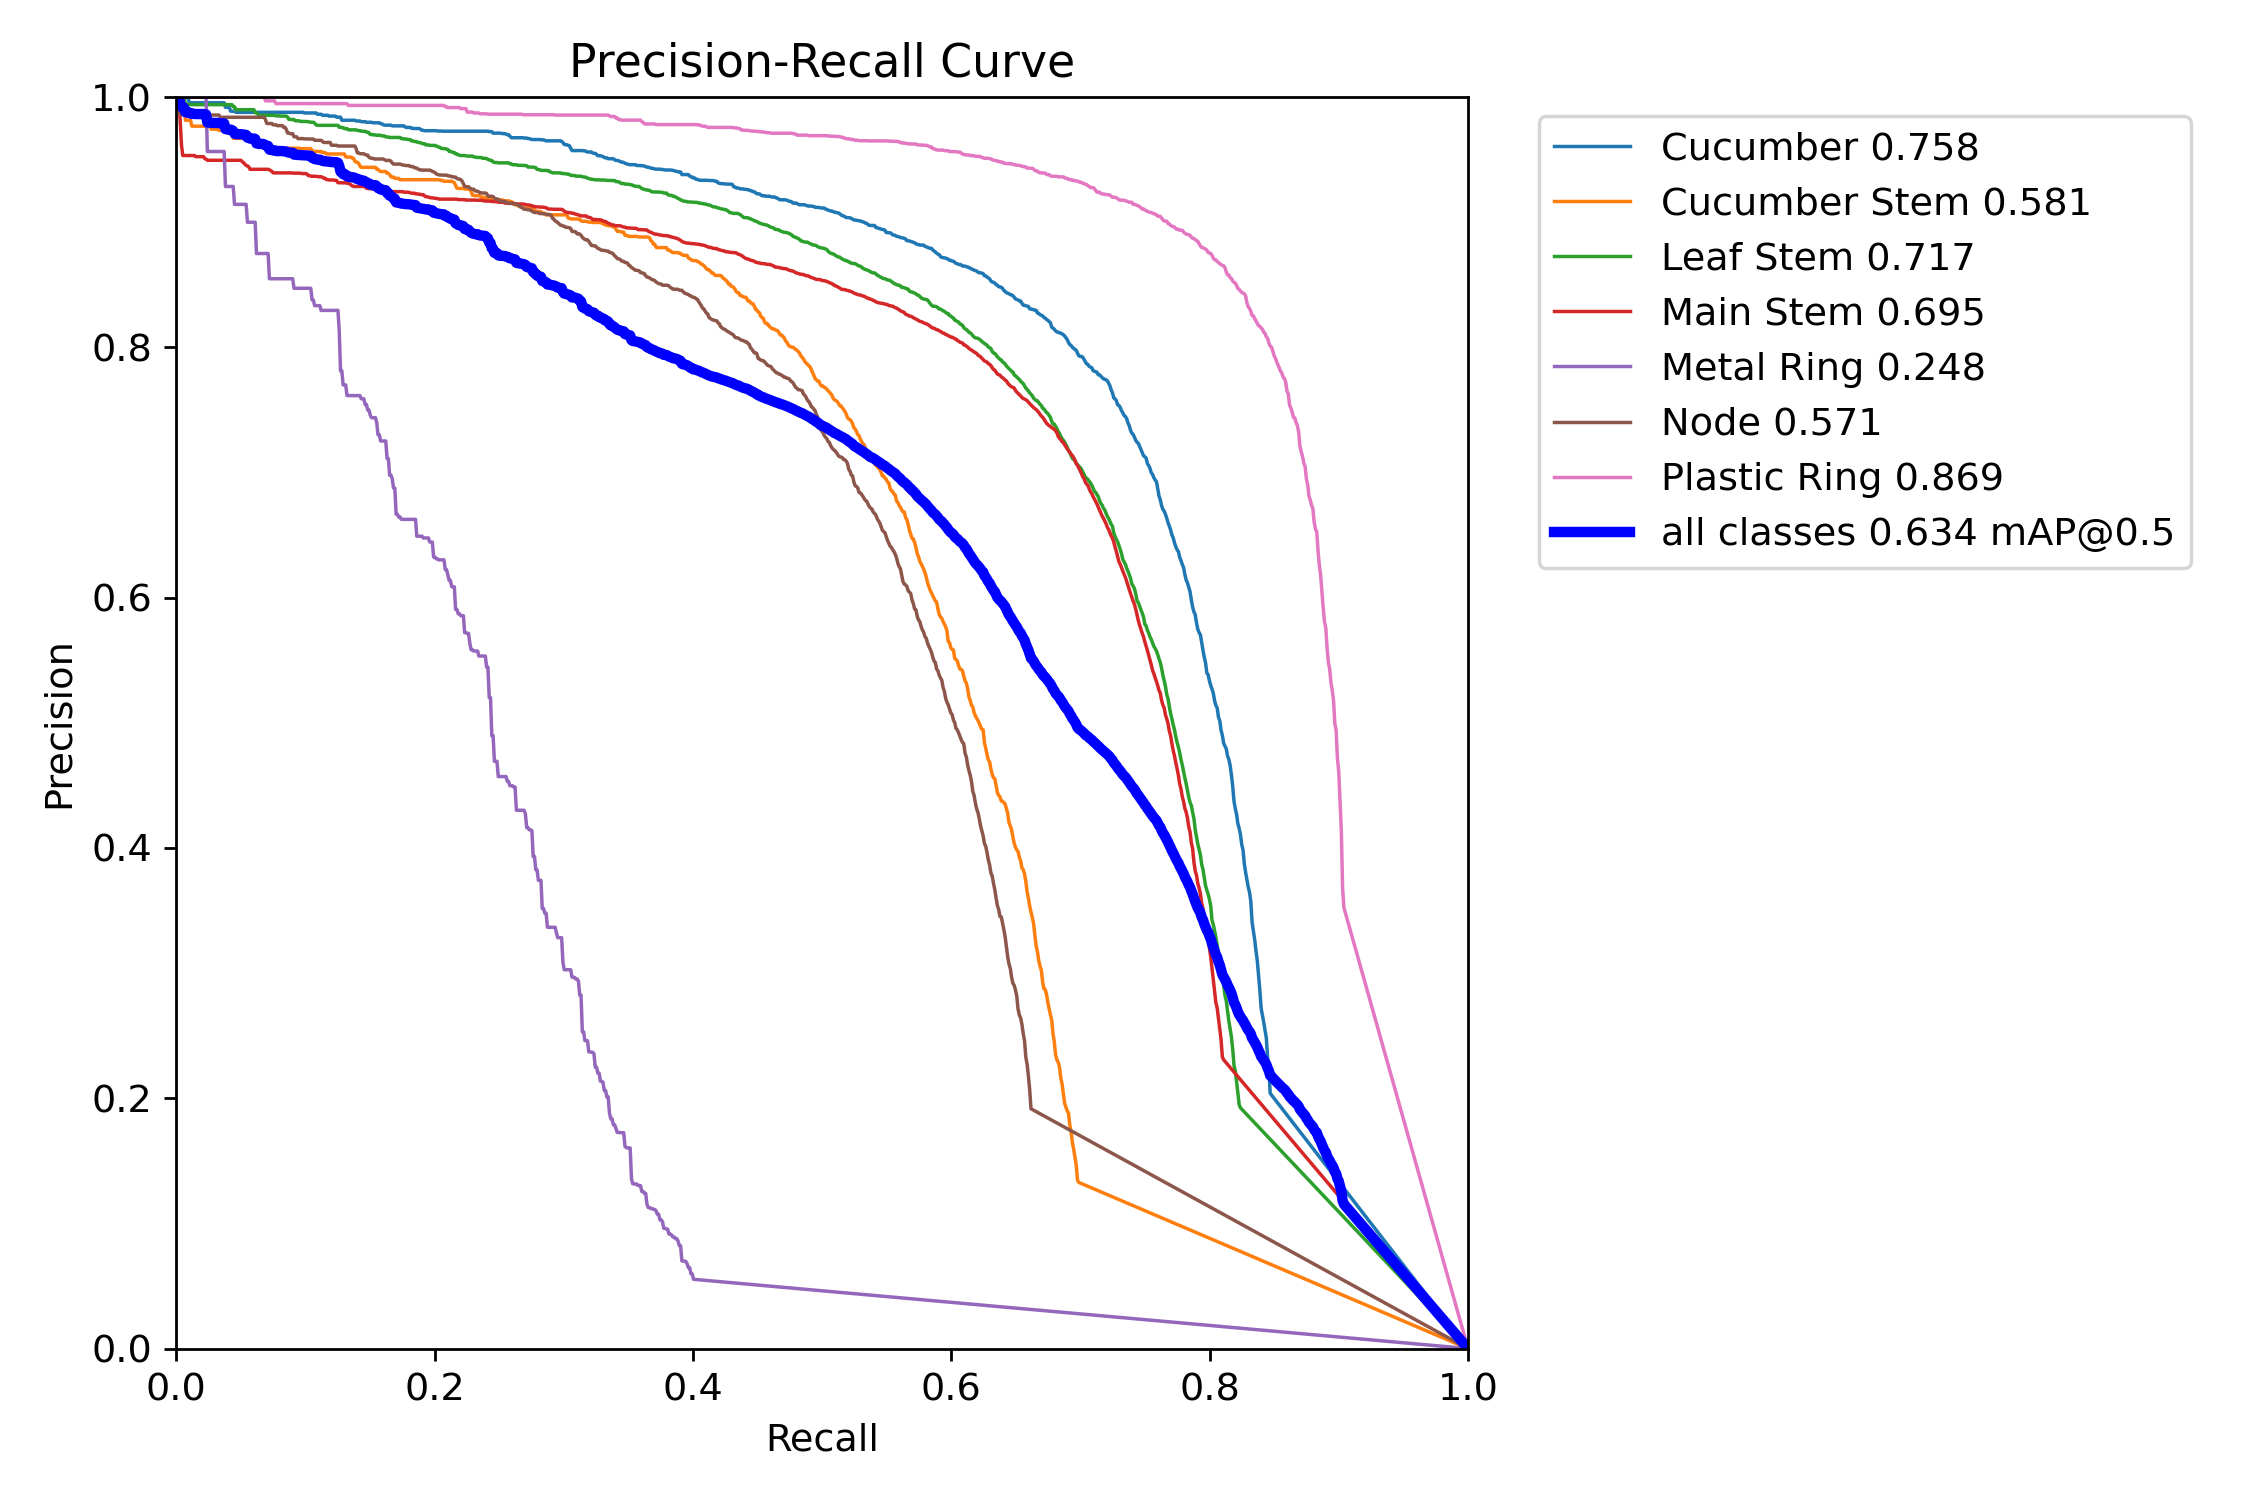 Precision-Recall Curve
1.0
0.8
0.6
0.4
0.2
0.0
Precision
0.0 0.2 0.4 0.6 0.8 1.0
Recall
Cucumber 0.758
Cucumber Stem 0.581
Leaf Stem 0.717
Main Stem 0.695
Metal Ring 0.248
Node 0.571
Plastic Ring 0.869
all classes 0.634 mAP@0.5